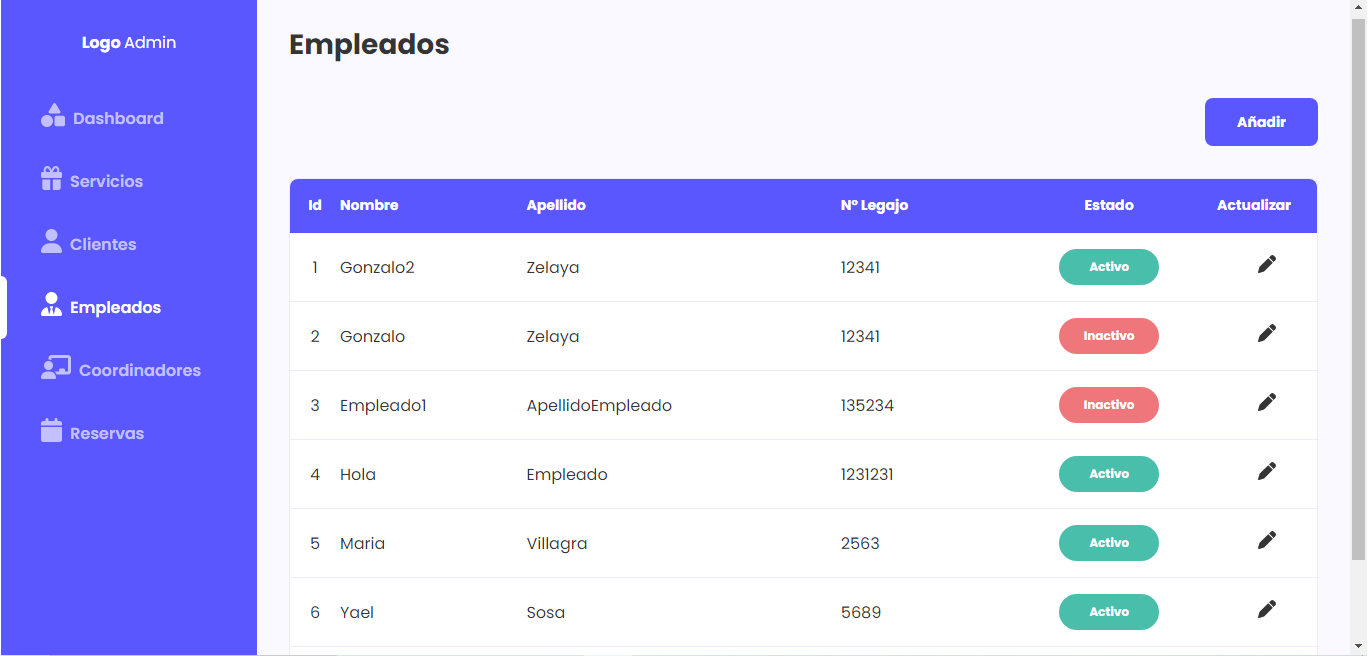 Logo Admin
Dashboard
Servicios
Clientes
Empleados
Coordinadores
Reservas
Empleados
Añadir
Id Nombre Apellido Nº Legajo Estado Actualizar
1 Gonzalo2 Zelaya 12341 Activo
2 Gonzalo Zelaya 12341 Inactivo
3 Empleado1 ApellidoEmpleado 135234 Inactivo
4 Hola Empleado 1231231 Activo
5 Maria Villagra 2563 Activo
6 Yael Sosa 5689 Activo